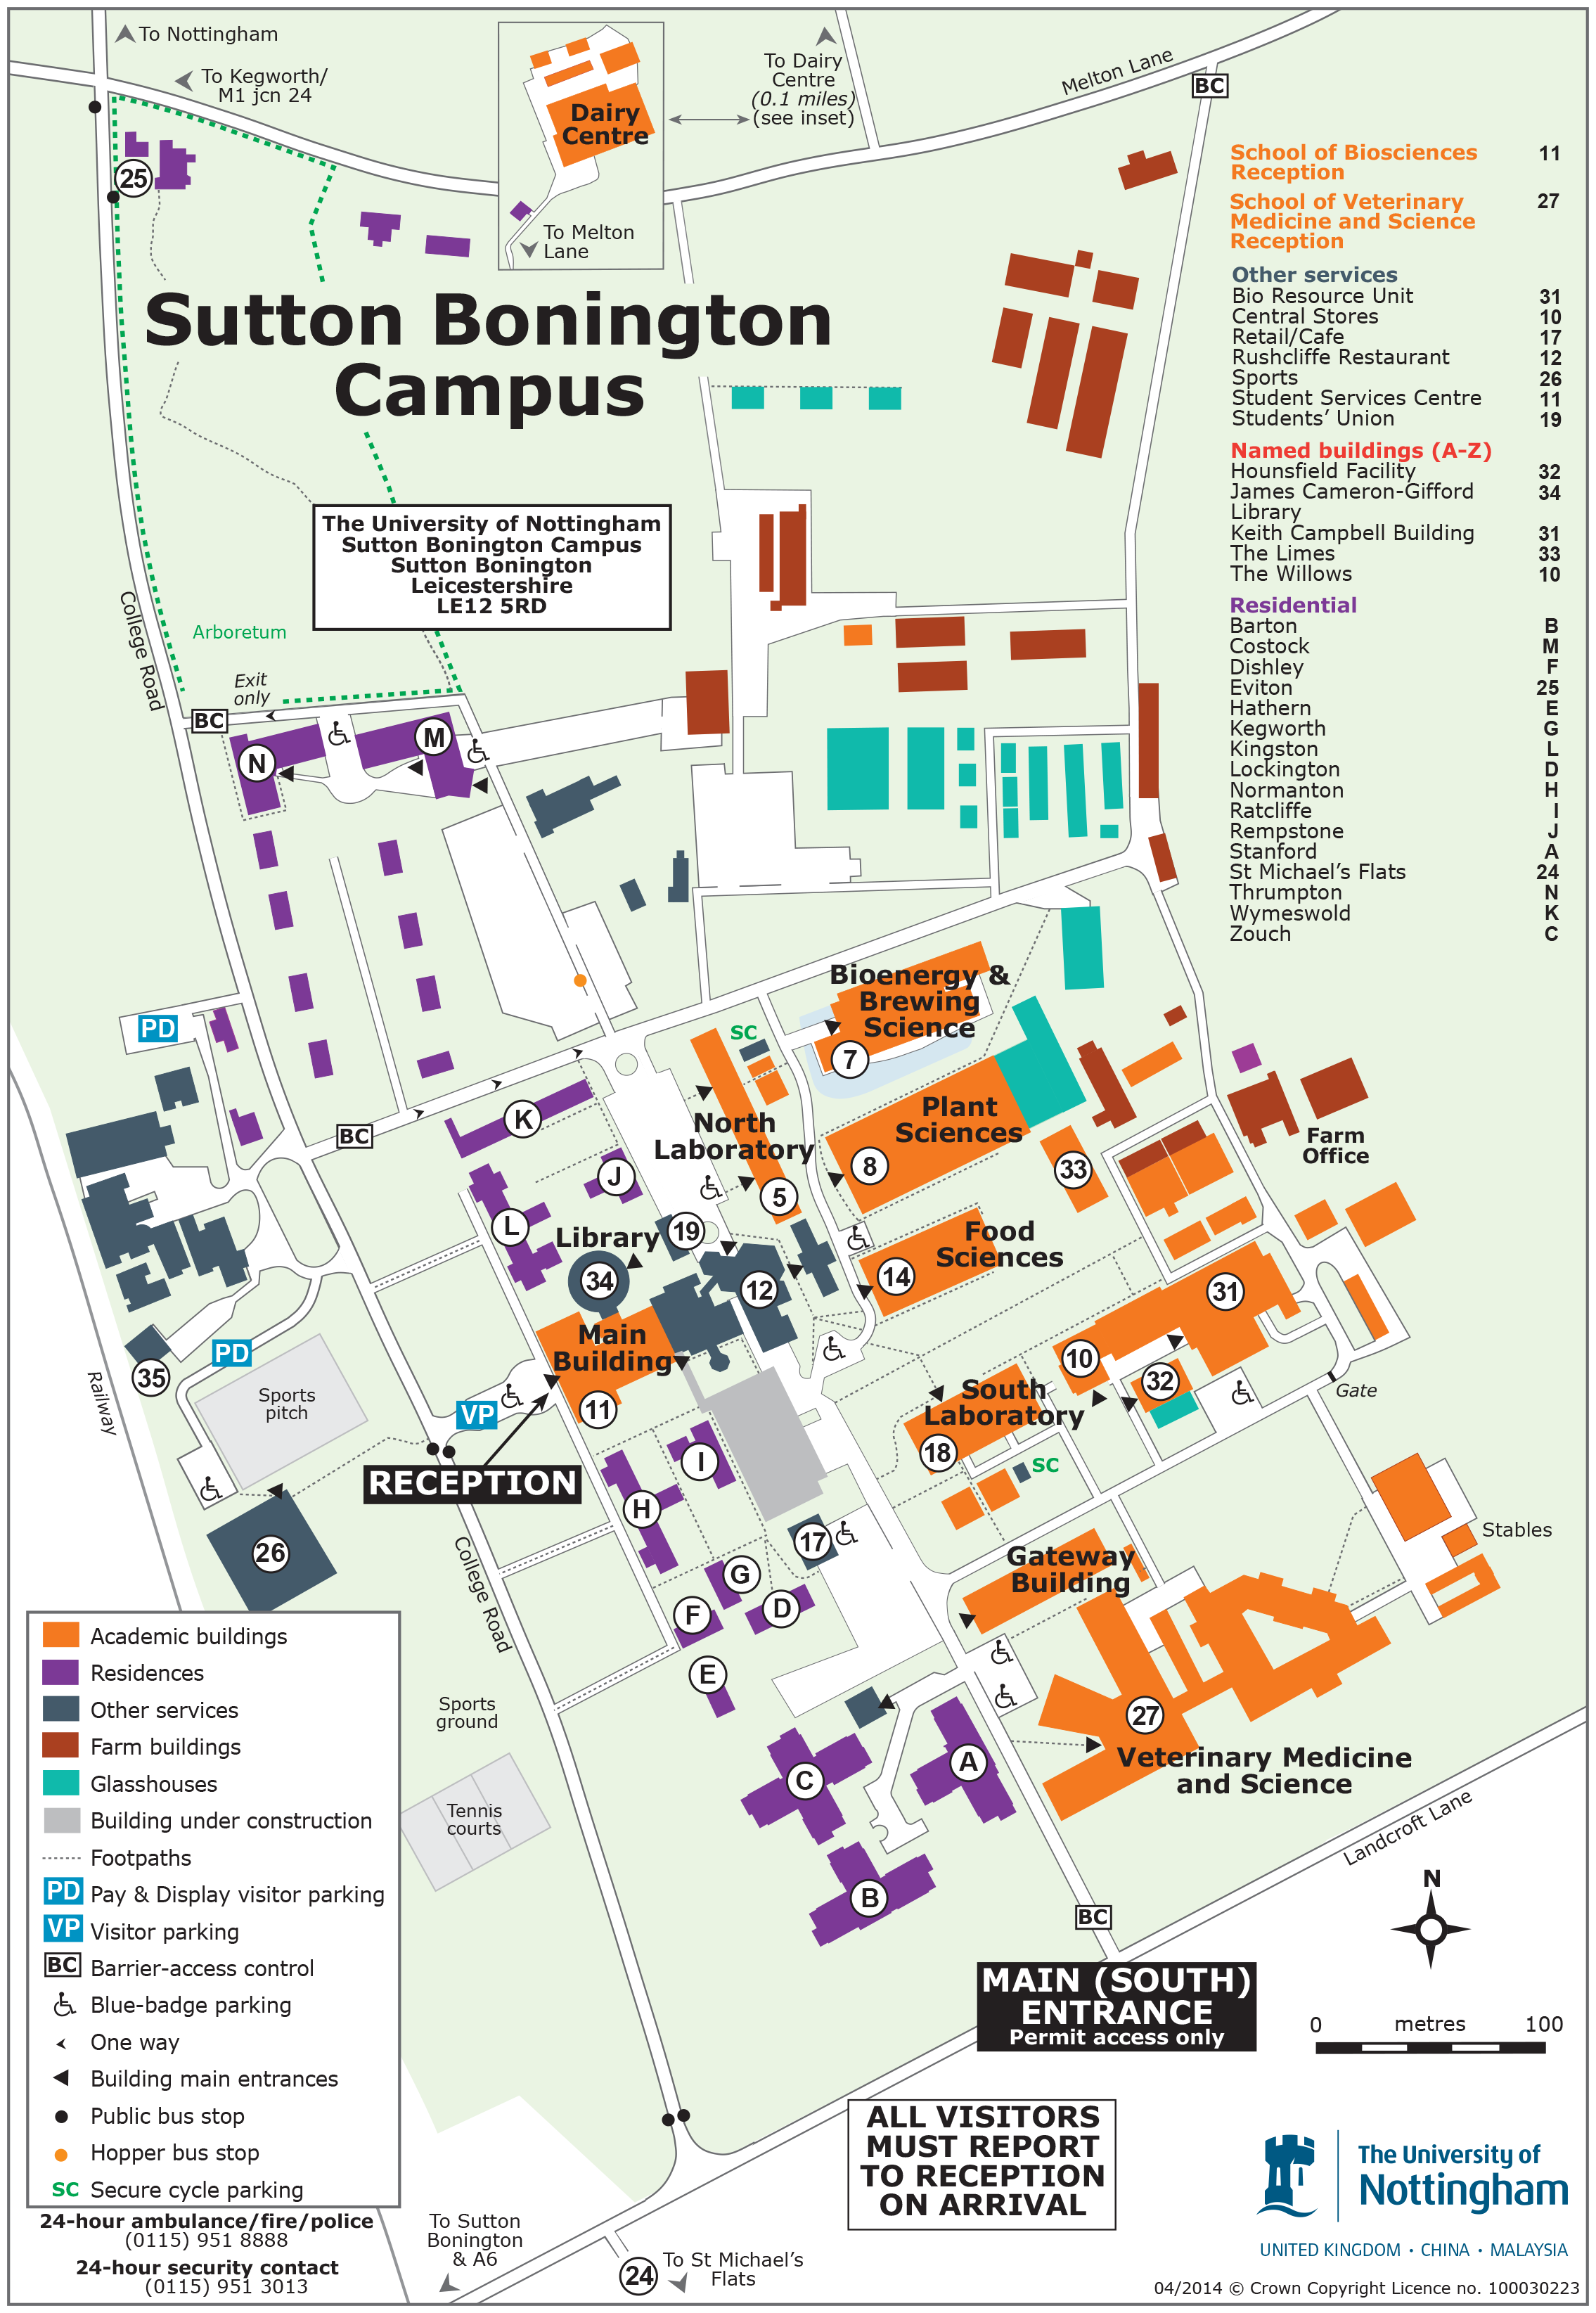 To Nottingham
To Kegworth/
M1 jcn 24
Dairy
Centre
To Melton
Lane
To Dairy
Centre
(0.1 miles)
(see inset)
Melton Lane
BC
25
Sutton Bonington
Campus
School of Biosciences 11
Reception
School of Veterinary 27
Medicine and Science
Reception
Other services
Bio Resource Unit 31
Central Stores 10
Retail/Cafe 17
Rushcliffe Restaurant 12
Sports 26
Student Services Centre 11
Students’ Union 19
Named buildings (A-Z)
Hounsfield Facility 32
James Cameron-Gifford 34
Library
Keith Campbell Building 31
The Limes 33
The Willows 10
Residential
Barton B
Costock M
Dishley F
Eviton 25
Hathern E
Kegworth G
Kingston L
Lockington D
Normanton H
Ratcliffe I
Rempstone J
Stanford A
St Michael’s Flats 24
Thrumpton N
Wymeswold K
Zouch C
The University of Nottingham
Sutton Bonington Campus
Sutton Bonington
Leicestershire
LE12 5RD
College Road
Arboretum
Exit
only
BC
N
M
PD
BC
K
J
L
SC
North
Laboratory
5
Bioenergy &
Brewing
Science
7
Plant
Sciences
8
33
Farm
Office
Library
34
19
12
Food
Sciences
14
31
Main
Building
11
10
32
Gate
South
Laboratory
18
SC
PD
35
Railway
Sports
pitch
VP
RECEPTION
26
I
H
17
G
D
F
E
Gateway
Building
Stables
College Road
Sports
ground
Tennis
courts
C
A
B
27
Veterinary Medicine
and Science
Landcroft Lane
BC
N
MAIN (SOUTH)
ENTRANCE
Permit access only
0 metres 100
ALL VISITORS
MUST REPORT
TO RECEPTION
ON ARRIVAL
Academic buildings
Residences
Other services
Farm buildings
Glasshouses
Building under construction
Footpaths
PD Pay & Display visitor parking
VP Visitor parking
BC Barrier-access control
Blue-badge parking
One way
Building main entrances
Public bus stop
Hopper bus stop
SC Secure cycle parking
24-hour ambulance/fire/police
(0115) 951 8888
24-hour security contact
(0115) 951 3013
To Sutton
Bonington
& A6
24
To St Michael’s
Flats
The University of
Nottingham
UNITED KINGDOM • CHINA • MALAYSIA
04/2014 © Crown Copyright Licence no. 100030223